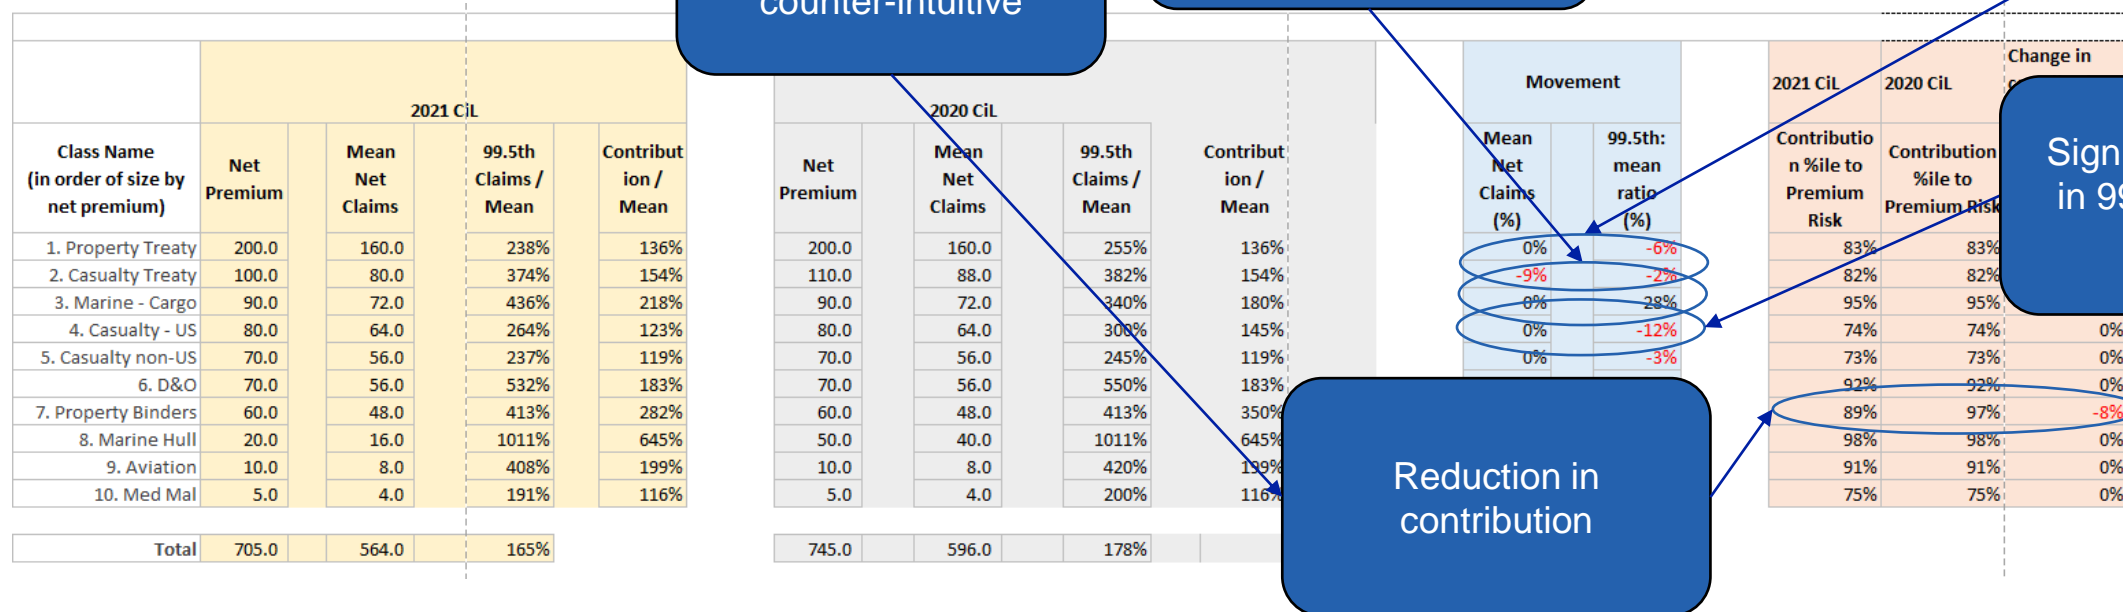 counter-intuitive
Change in
2021 CiL
2020 CiL
Movement
2021 CiL
2020 CiL
Class Name
(in order of size by
net premium)
Net
Premium
Mean
Net
Claims
99.5th
Claims /
Mean
Contribut
ion /
Mean
Net
Premium
Mean
Net
Claims
99.5th
Claims /
Mean
Contribut
ion /
Mean
Mean
Net
Claims
(%)
99.5th:
mean
ratio
(%)
Contributio
n %ile to
Premium
Risk
Contribution
%ile to
Premium Risk
Sign
in 99
1. Property Treaty 200.0 160.0 238% 136% 200.0 160.0 255% 136% 0% -6% 83% 83%
2. Casualty Treaty 100.0 80.0 374% 154% 110.0 88.0 382% 154% -9% -2% 82% 82%
3. Marine - Cargo 90.0 72.0 436% 218% 90.0 72.0 340% 180% 0% 28% 95% 95%
4. Casualty - US 80.0 64.0 264% 123% 80.0 64.0 300% 145% 0% -12% 74% 74% 0%
5. Casualty non-US 70.0 56.0 237% 119% 70.0 56.0 245% 119% 0% -3% 73% 73% 0%
6. D&O 70.0 56.0 532% 183% 70.0 56.0 550% 183% 92% 92% 0%
7. Property Binders 60.0 48.0 413% 282% 60.0 48.0 413% 350% 89% 97% -8%
8. Marine Hull 20.0 16.0 1011% 645% 50.0 40.0 1011% 645% 98% 98% 0%
9. Aviation 10.0 8.0 408% 199% 10.0 8.0 420% 199% 91% 91% 0%
10. Med Mal 5.0 4.0 191% 116% 5.0 4.0 200% 116% 75% 75% 0%
Reduction in
contribution
Total 705.0 564.0 165% 745.0 596.0 178%